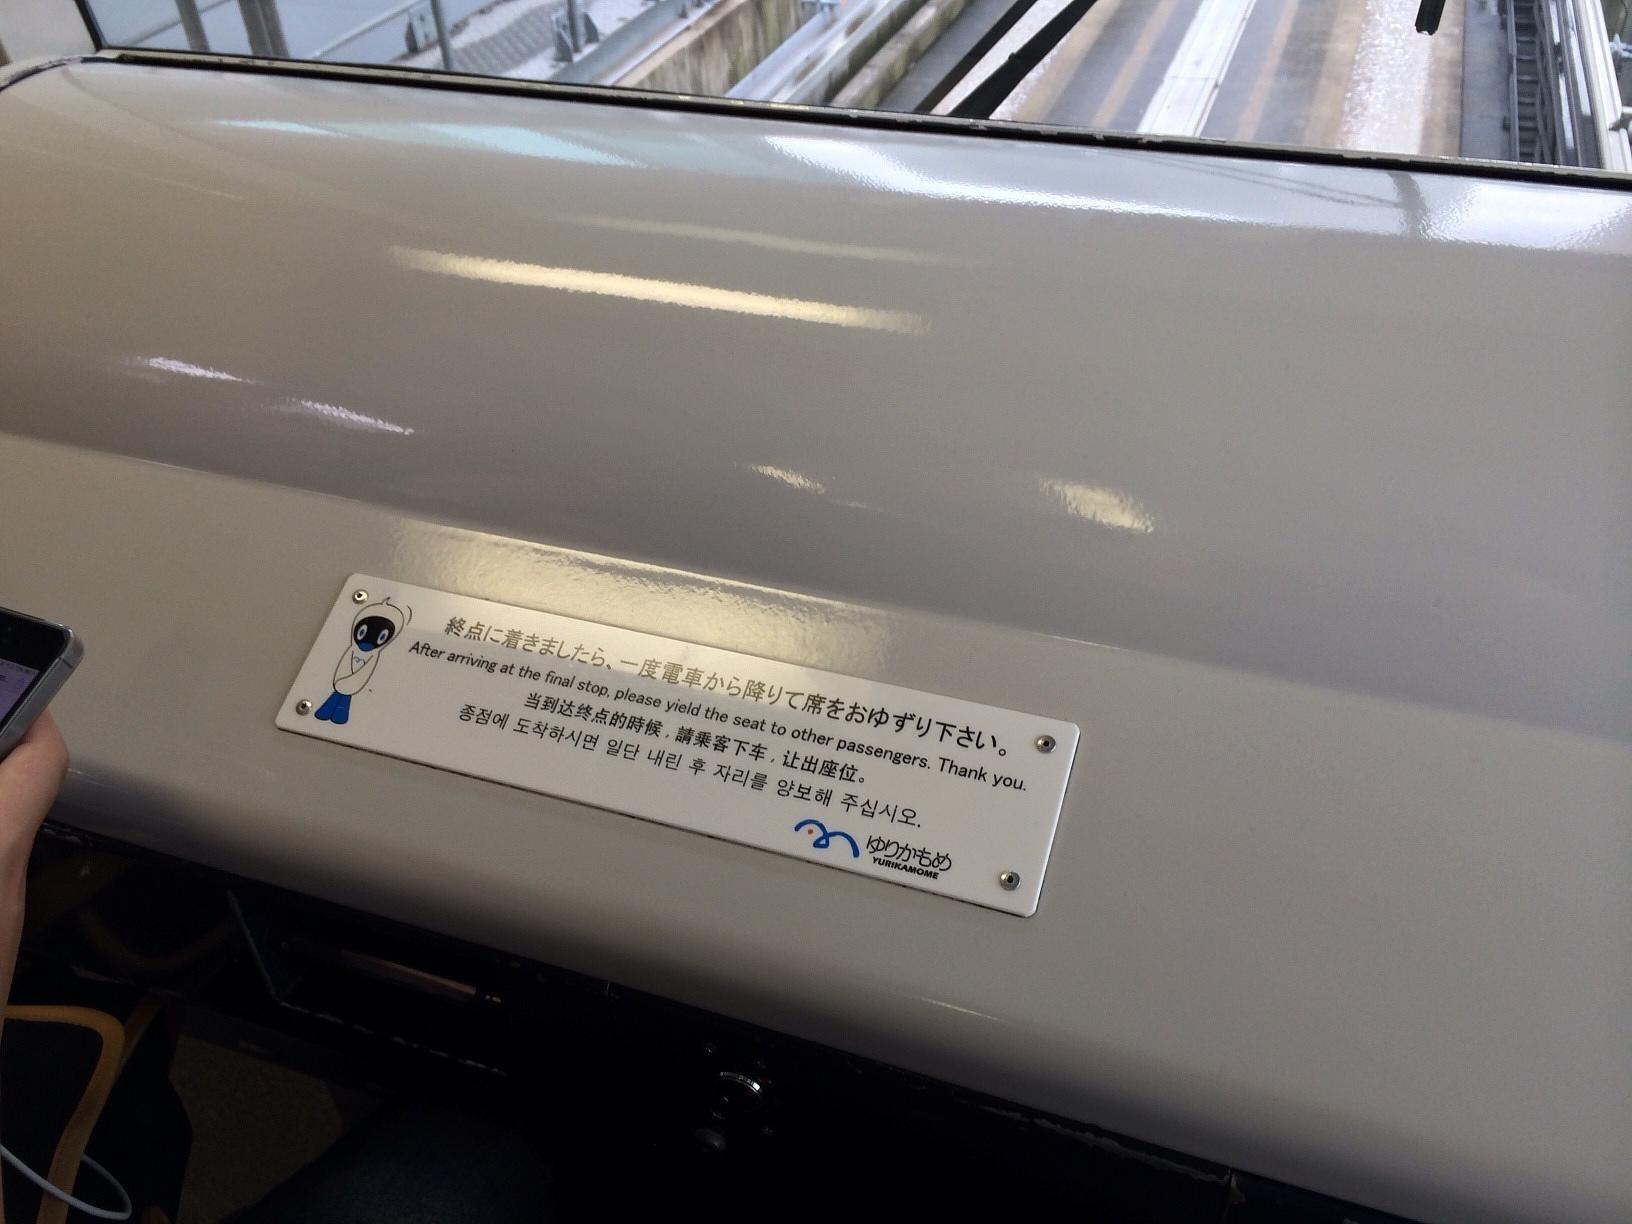 終点に着きましたら、一度電車から降りて席をおゆずり下さい。
After arriving at the final stop, please yield the seat to other passengers. Thank you.
当到达终点的時候，請乗客下车，让出座位。
종점에 도착하시면 일단 내린 후 자리를 양보해 주십시오.
ゆりかもめ
YURIKAMOME